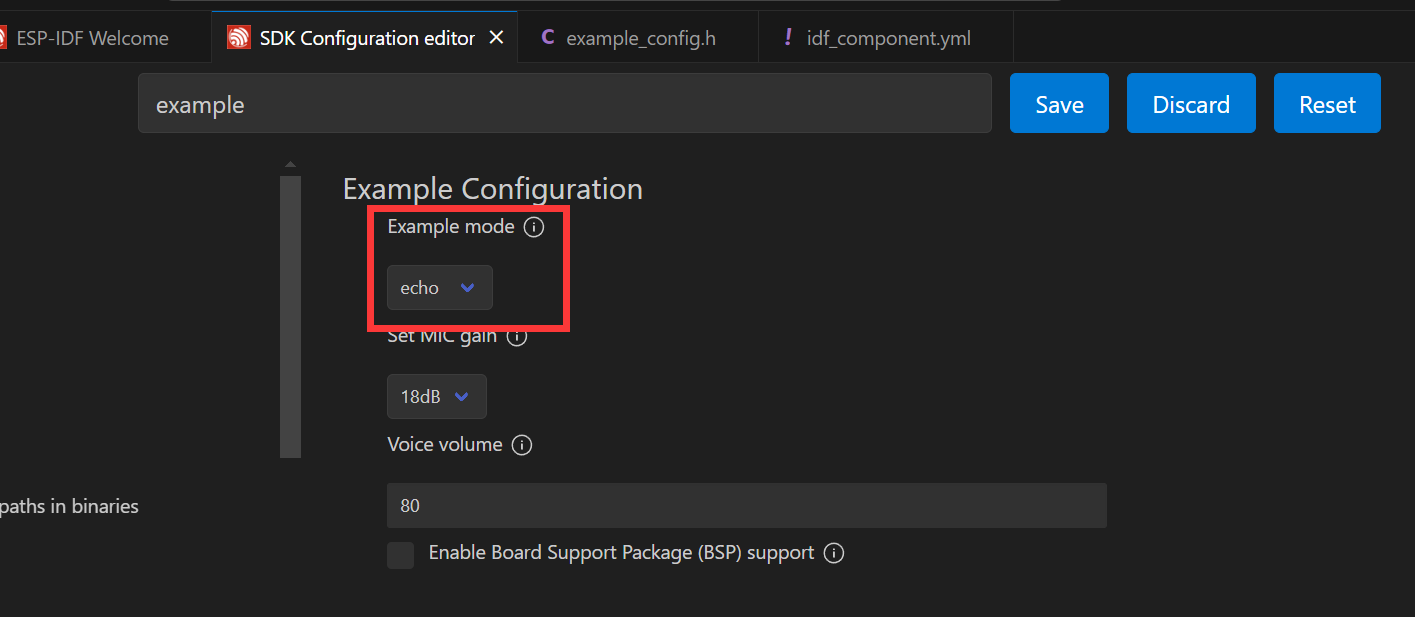 ESP-IDF Welcome
SDK Configuration editor
C example_config.h
! idf_component.yml
example
Save
Discard
Reset
Example Configuration
Example mode
echo
Set MIC gain
18dB
Voice volume
80
paths in binaries
Enable Board Support Package (BSP) support